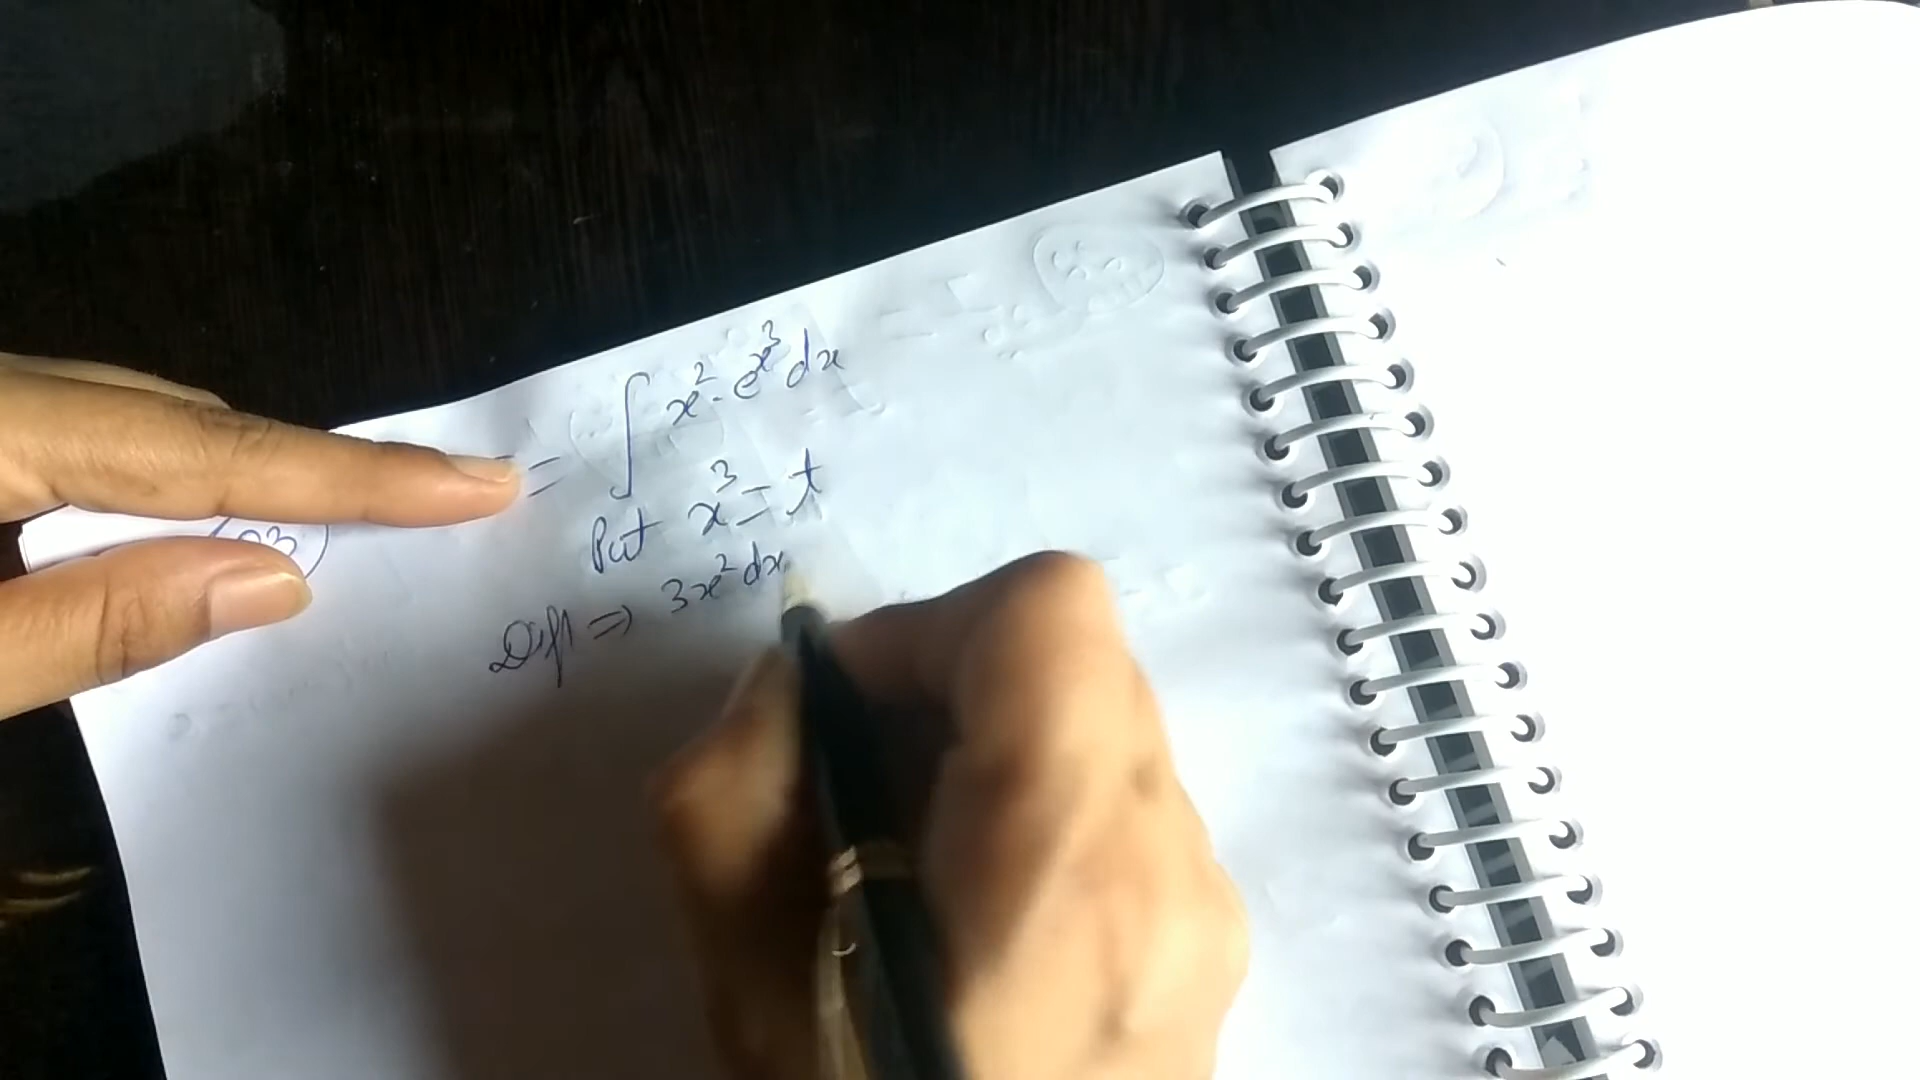 = ∫ x² · e^x³ dx
Put x³ = t
Diff ⇒ 3x² dx